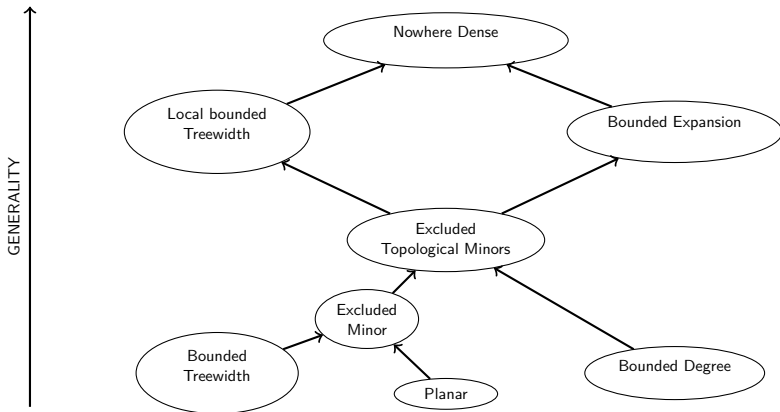 Nowhere Dense
Local bounded
Treewidth
Bounded Expansion
GENERALITY
Excluded
Topological Minors
Excluded
Minor
Bounded
Treewidth
Bounded Degree
Planar